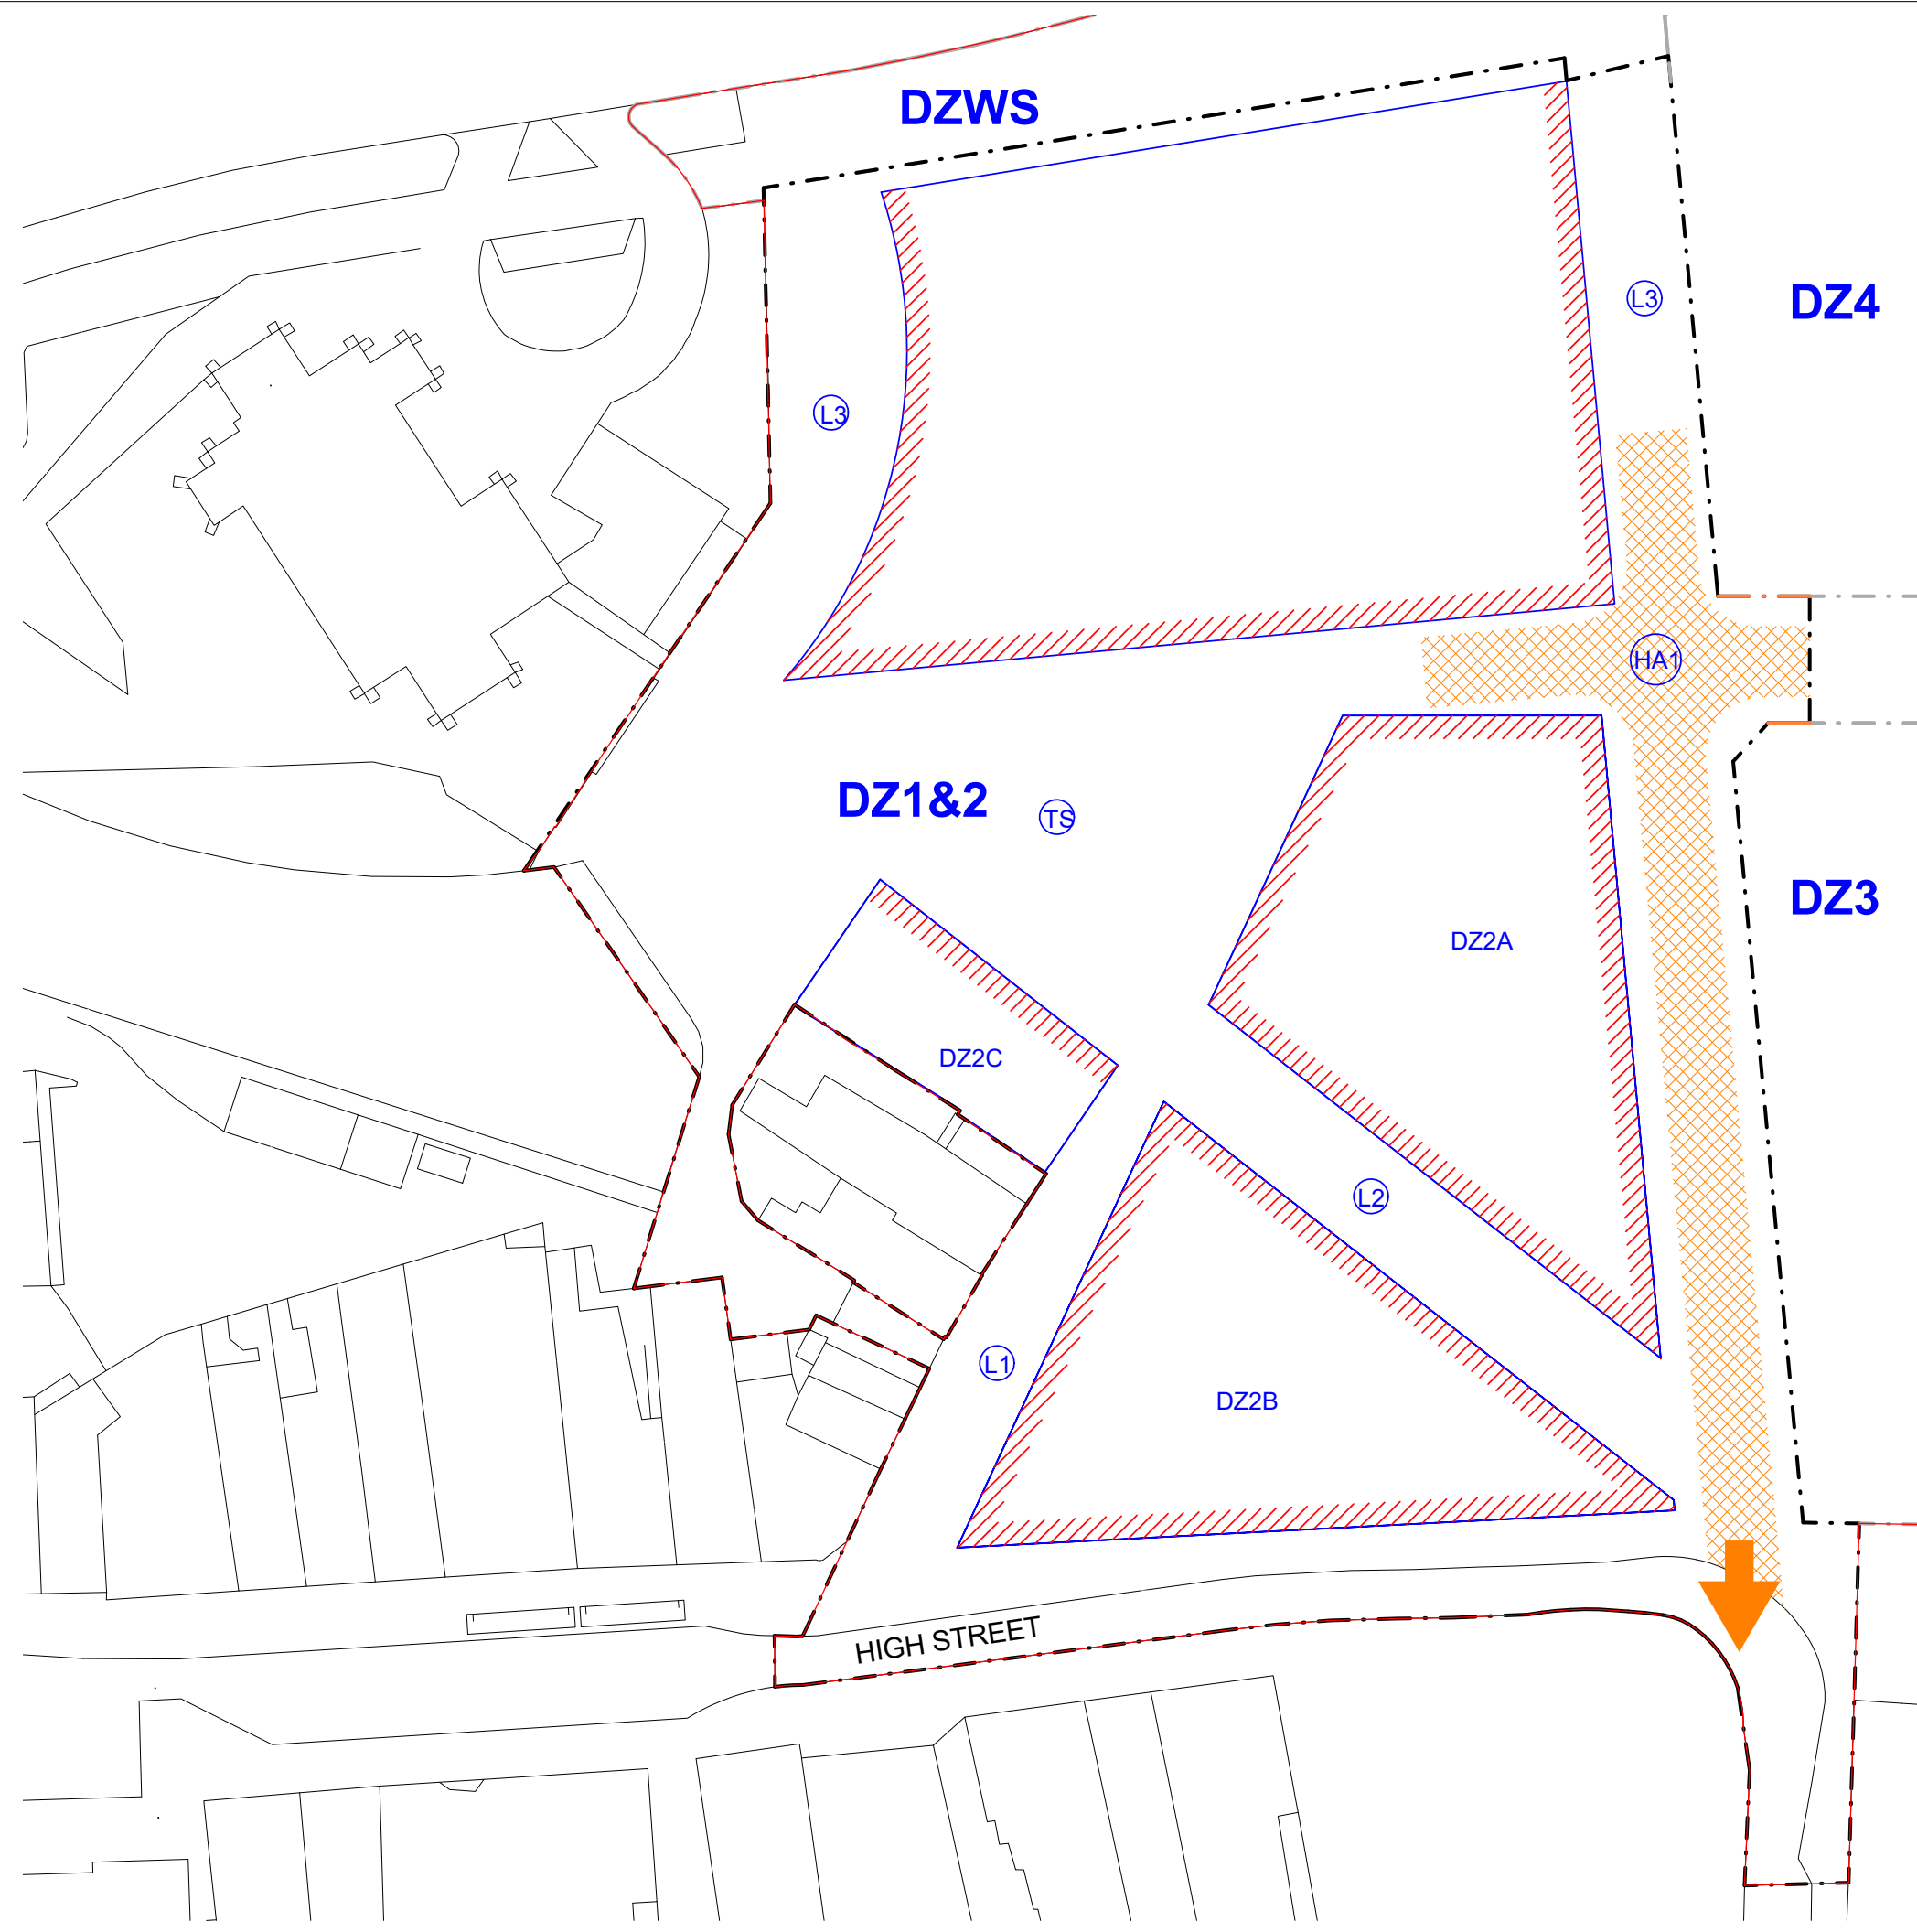 DZWS
L3
DZ4
L3
HA1
DZ1&2
TS
DZ3
DZ2A
DZ2C
L2
L1
DZ2B
HIGH STREET